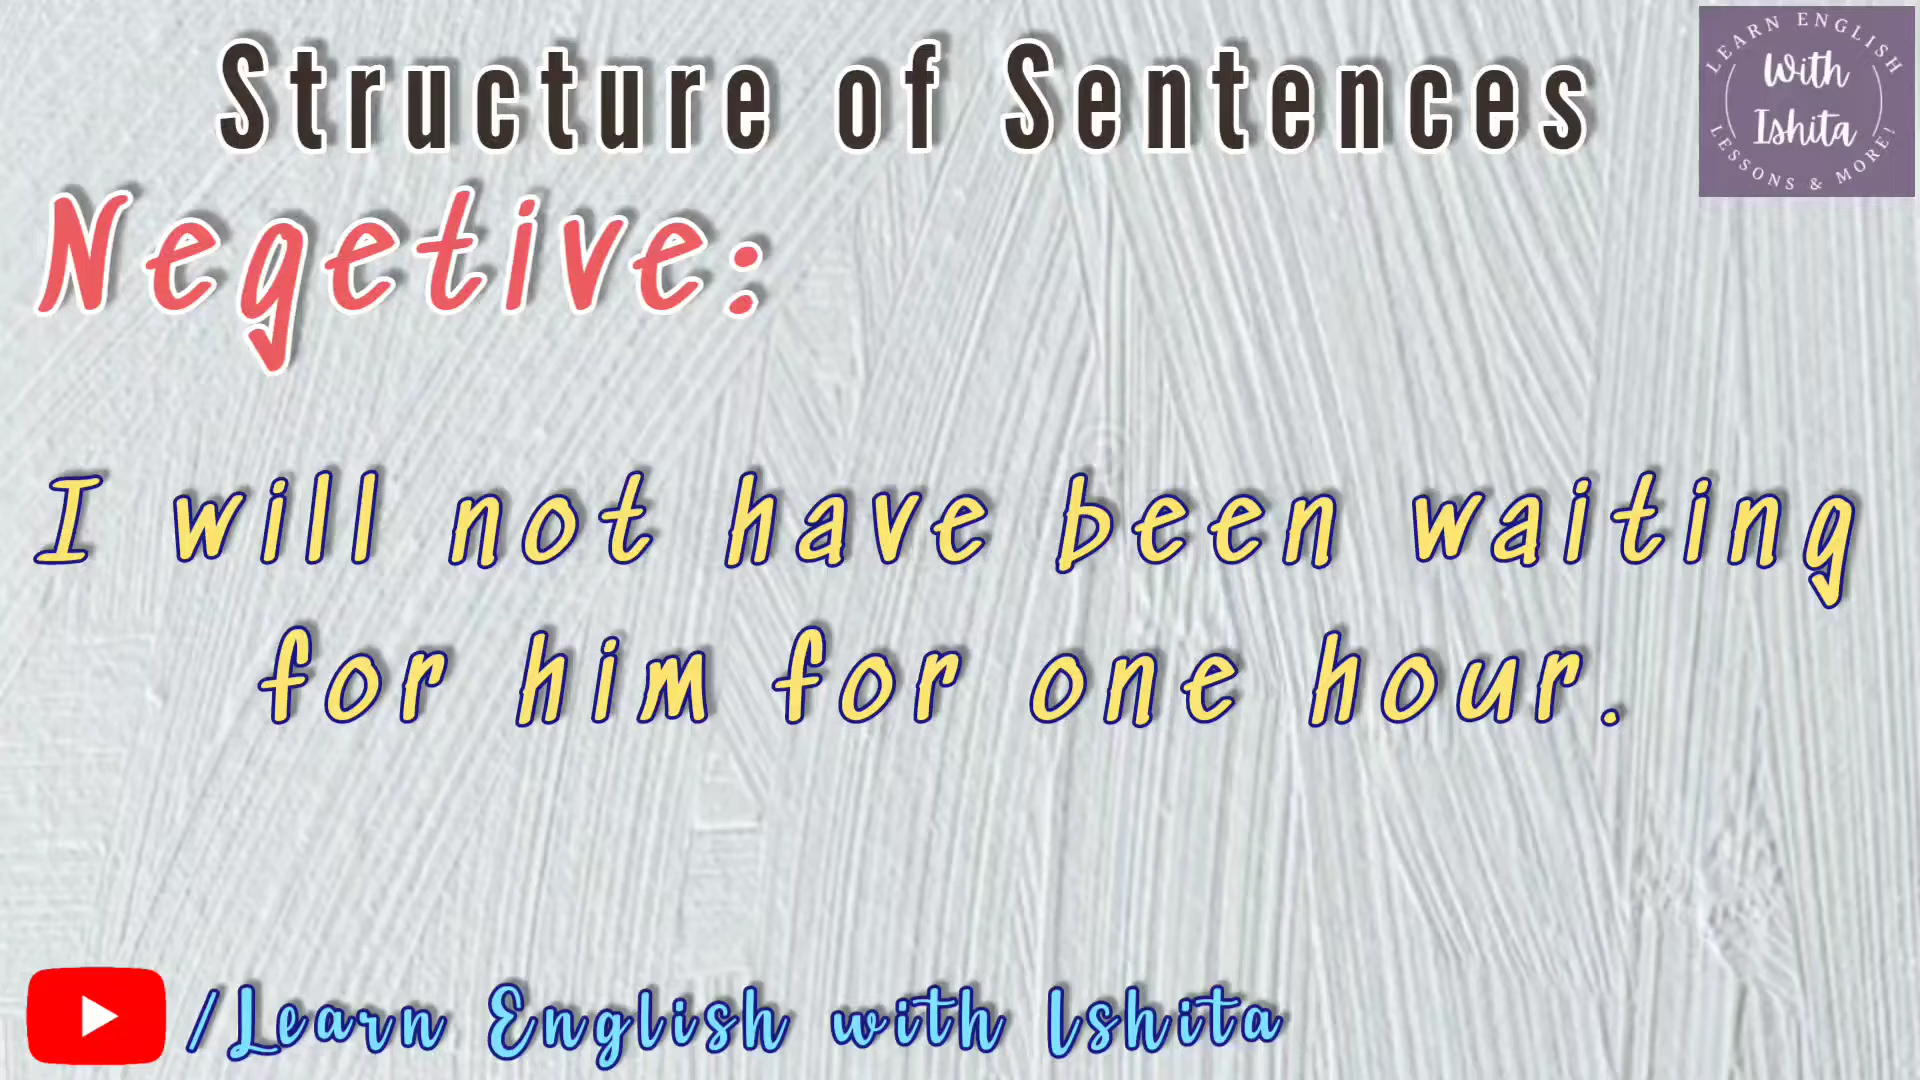 Structure of Sentences
LEARN ENGLISH
With
Ishita
LESSONS & MORE!
Negetive:
I will not have been waiting
for him for one hour.
/Learn English with Ishita